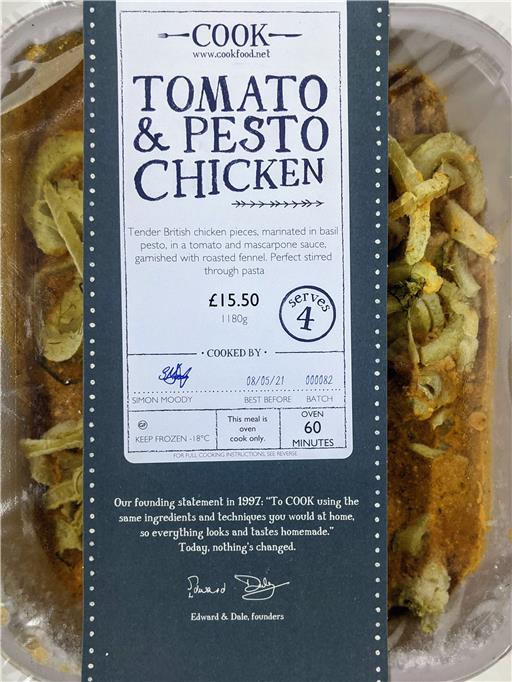 COOK
www.cookfood.net
TOMATO
& PESTO
CHICKEN
Tender British chicken pieces, marinated in basil
pesto, in a tomato and mascarpone sauce,
garnished with roasted fennel. Perfect stirred
through pasta
£15.50
1180g
serves
4
· COOKED BY ·
08/05/21 000082
SIMON MOODY BEST BEFORE BATCH
GF
KEEP FROZEN -18°C
This meal is
oven
cook only.
OVEN
60
MINUTES
FOR FULL COOKING INSTRUCTIONS, SEE REVERSE
Our founding statement in 1997: “To COOK using the
same ingredients and techniques you would at home,
so everything looks and tastes homemade.”
Today, nothing's changed.
Edward Dale
Edward & Dale, founders